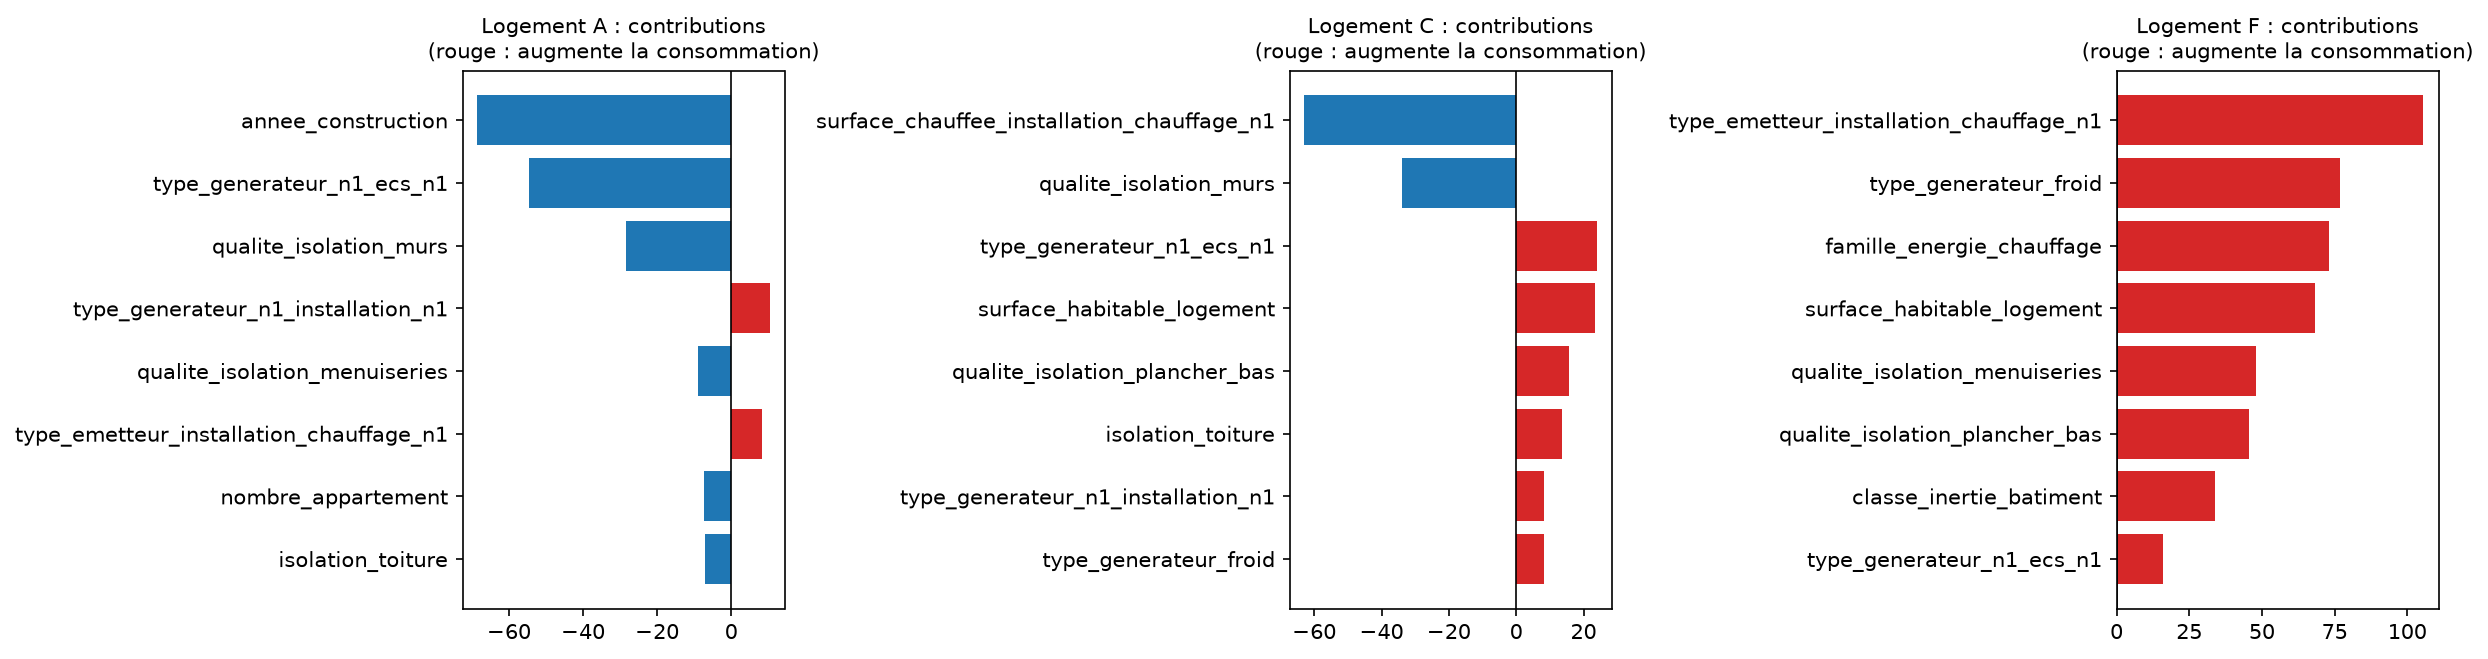 Logement A : contributions
(rouge : augmente la consommation)
annee_construction
type_generateur_n1_ecs_n1
qualite_isolation_murs
type_generateur_n1_installation_n1
qualite_isolation_menuiseries
type_emetteur_installation_chauffage_n1
nombre_appartement
isolation_toiture
−60 −40 −20 0
Logement C : contributions
(rouge : augmente la consommation)
surface_chauffee_installation_chauffage_n1
qualite_isolation_murs
type_generateur_n1_ecs_n1
surface_habitable_logement
qualite_isolation_plancher_bas
isolation_toiture
type_generateur_n1_installation_n1
type_generateur_froid
−60 −40 −20 0 20
Logement F : contributions
(rouge : augmente la consommation)
type_emetteur_installation_chauffage_n1
type_generateur_froid
famille_energie_chauffage
surface_habitable_logement
qualite_isolation_menuiseries
qualite_isolation_plancher_bas
classe_inertie_batiment
type_generateur_n1_ecs_n1
0 25 50 75 100